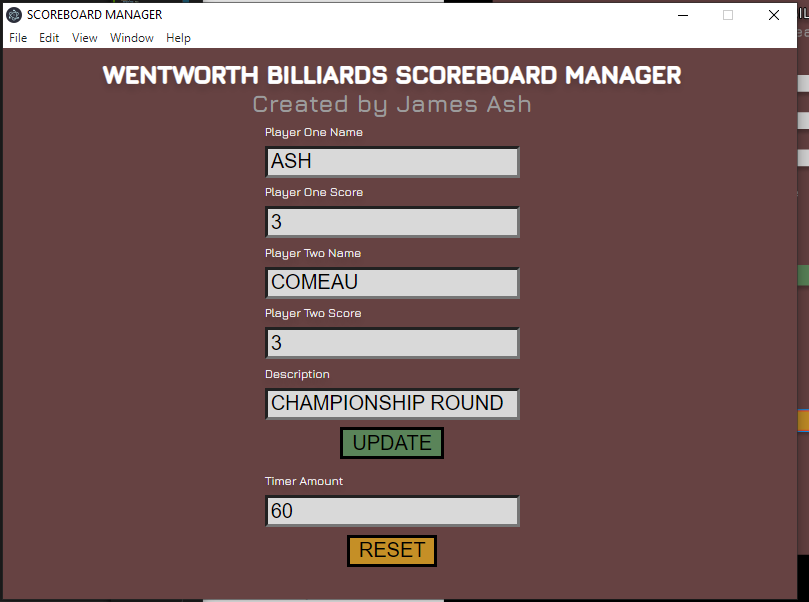 SCOREBOARD MANAGER
File Edit View Window Help
WENTWORTH BILLIARDS SCOREBOARD MANAGER
Created by James Ash
Player One Name
ASH
Player One Score
3
Player Two Name
COMEAU
Player Two Score
3
Description
CHAMPIONSHIP ROUND
UPDATE
Timer Amount
60
RESET